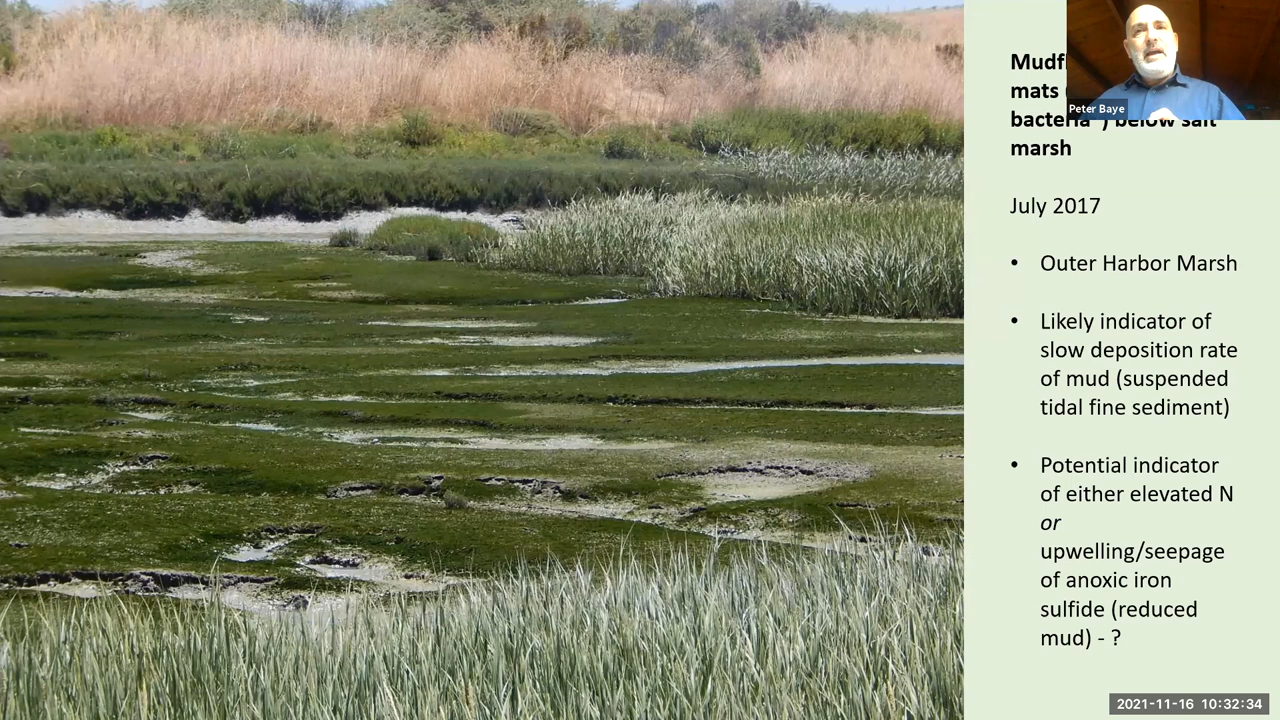 mats
bacteria") below salt
marsh
Peter Baye
July 2017
• Outer Harbor Marsh
• Likely indicator of
slow deposition rate
of mud (suspended
tidal fine sediment)
• Potential indicator
of either elevated N
or
upwelling/seepage
of anoxic iron
sulfide (reduced
mud) - ?
2021-11-16 10:32:34